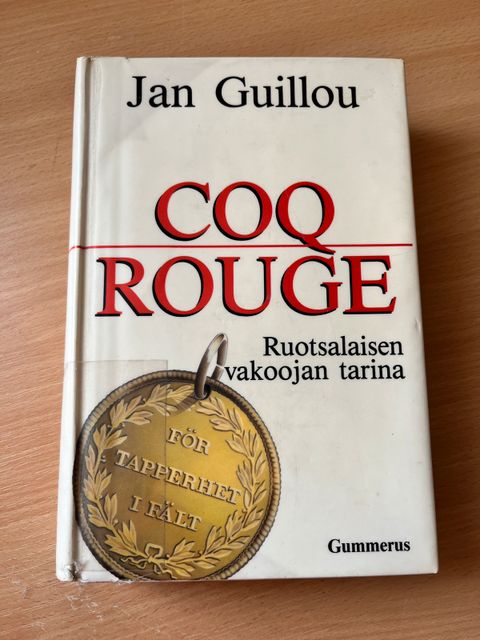 Jan Guillou
COQ
ROUGE
Ruotsalaisen
vakoojan tarina
FÖR
TAPPERHET
I FÄLT
Gummerus